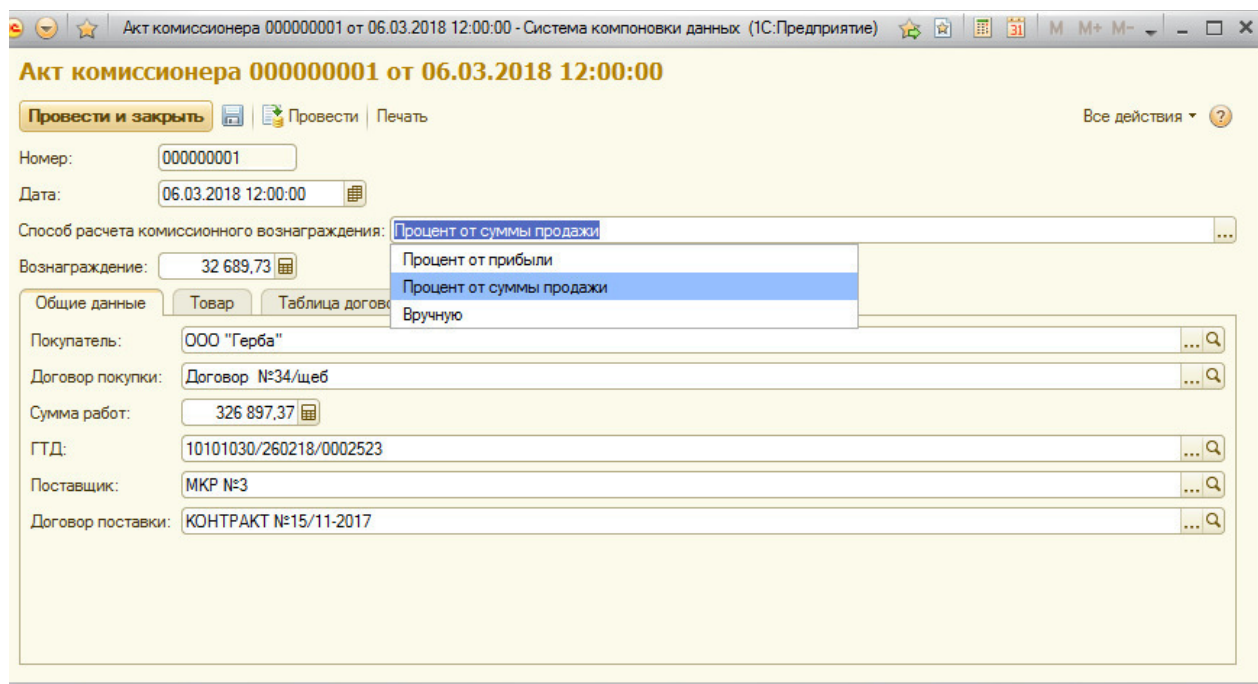 Акт комиссионера 000000001 от 06.03.2018 12:00:00 - Система компоновки данных (1С:Предприятие) 31 M M+ M-
Акт комиссионера 000000001 от 06.03.2018 12:00:00
Провести и закрыть Провести Печать Все действия ?
Номер: 000000001
Дата: 06.03.2018 12:00:00
Способ расчета комиссионного вознаграждения: Процент от суммы продажи ...
Вознаграждение: 32 689,73
Процент от прибыли
Процент от суммы продажи
Вручную
Общие данные Товар Таблица догово
Покупатель: ООО "Герба" ...
Договор покупки: Договор №34/щеб ...
Сумма работ: 326 897,37
ГТД: 10101030/260218/0002523 ...
Поставщик: МКР №3 ...
Договор поставки: КОНТРАКТ №15/11-2017 ...